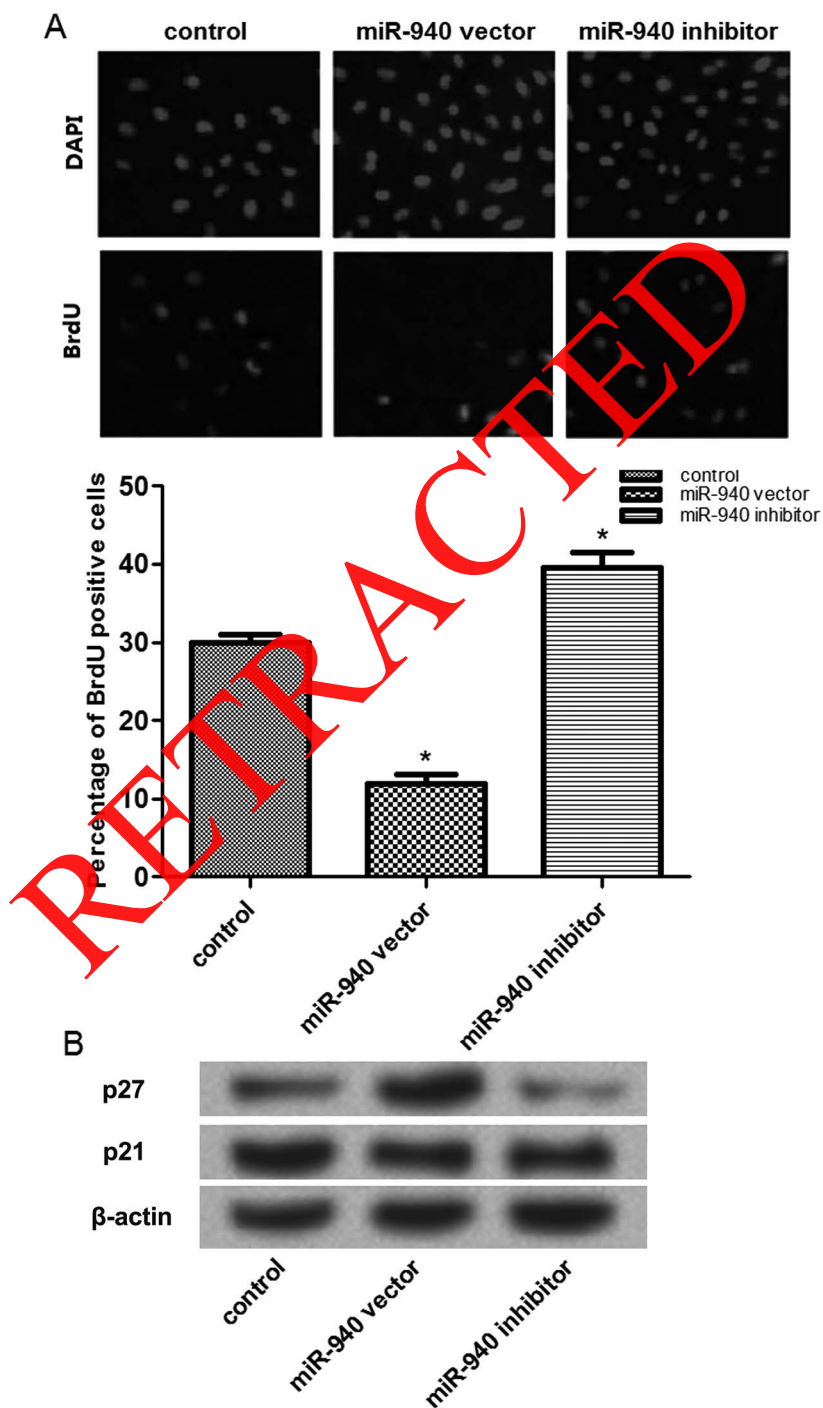 A
control
miR-940 vector
miR-940 inhibitor
DAPI
BrdU
RETRACTED
Percentage of BrdU positive cells
50
40
30
20
10
0
control
miR-940 vector
miR-940 inhibitor
*
*
control
miR-940 vector
miR-940 inhibitor
B
p27
p21
β-actin
control
miR-940 vector
miR-940 inhibitor